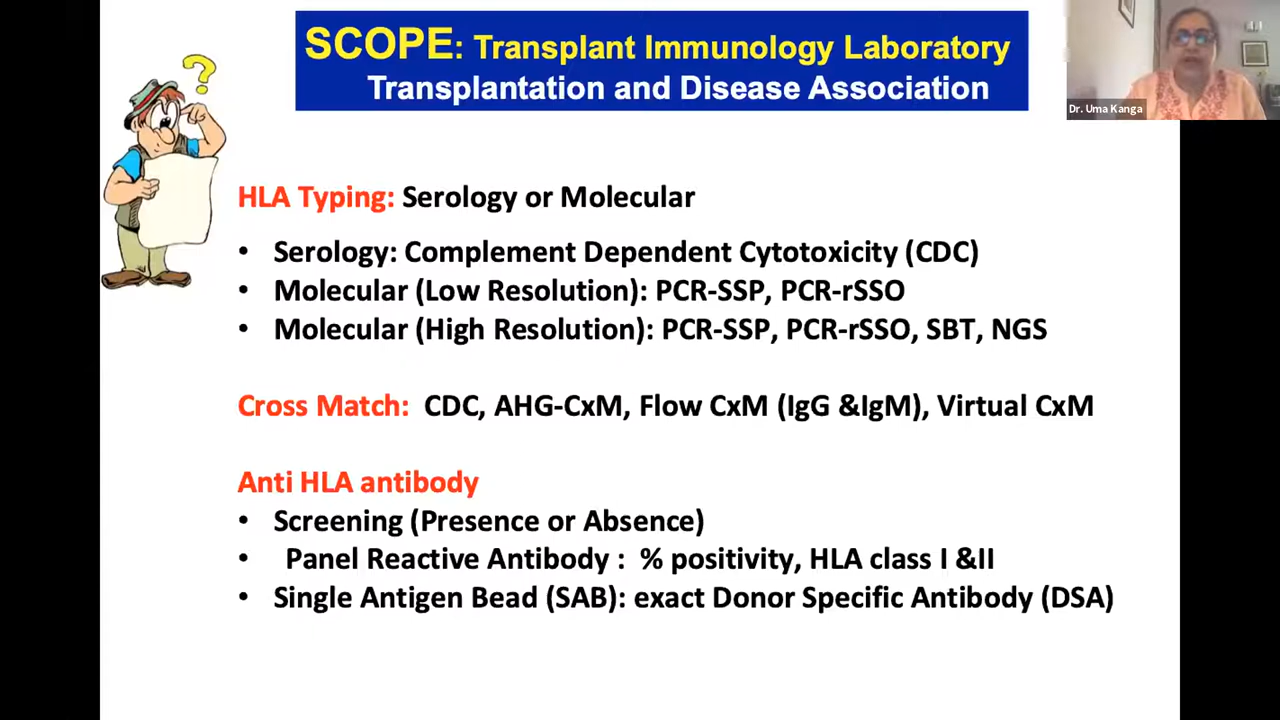 SCOPE: Transplant Immunology Laboratory
Transplantation and Disease Association
Dr. Uma Kanga
?
HLA Typing: Serology or Molecular
• Serology: Complement Dependent Cytotoxicity (CDC)
• Molecular (Low Resolution): PCR-SSP, PCR-rSSO
• Molecular (High Resolution): PCR-SSP, PCR-rSSO, SBT, NGS
Cross Match: CDC, AHG-CxM, Flow CxM (IgG &IgM), Virtual CxM
Anti HLA antibody
• Screening (Presence or Absence)
• Panel Reactive Antibody : % positivity, HLA class I &II
• Single Antigen Bead (SAB): exact Donor Specific Antibody (DSA)